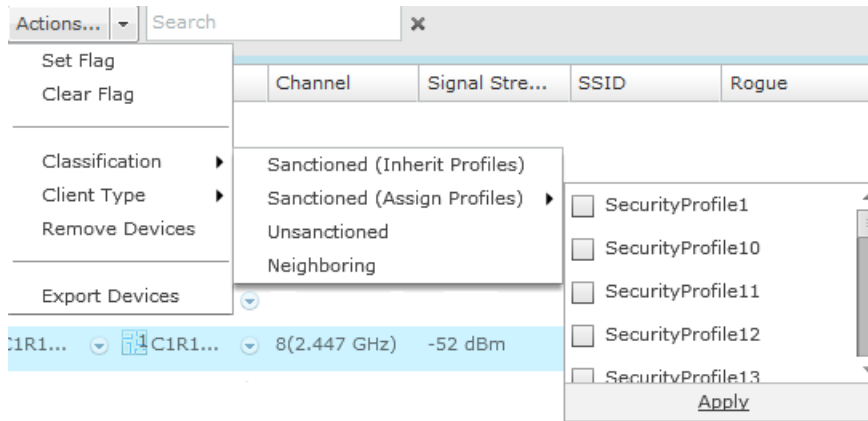 Actions... Search
Set Flag
Clear Flag
Channel Signal Stre... SSID Rogue
Classification
Client Type
Remove Devices
Export Devices
Sanctioned (Inherit Profiles)
Sanctioned (Assign Profiles)
Unsanctioned
Neighboring
SecurityProfile1
SecurityProfile10
SecurityProfile11
SecurityProfile12
SecurityProfile13
Apply
C1R1... 1 C1R1... 8(2.447 GHz) -52 dBm